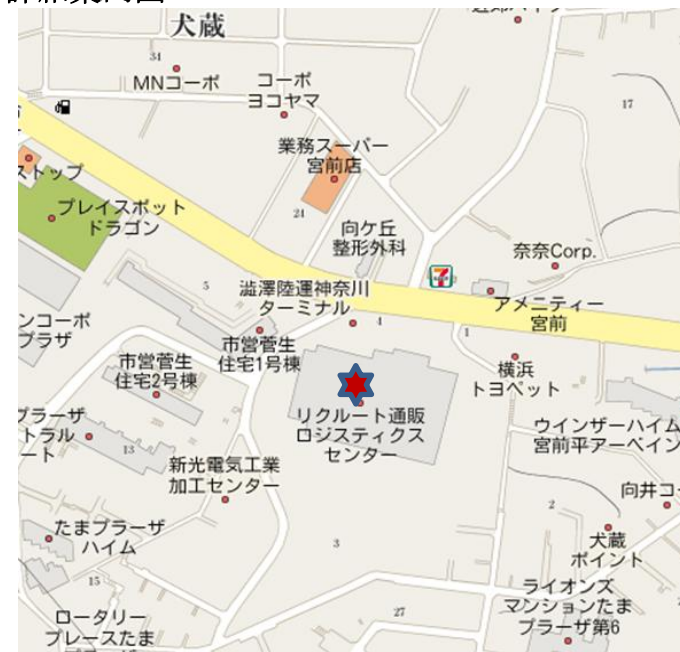 犬蔵
34
MNコーポ
コーポ
ヨコヤマ
17
業務スーパー
宮前店
ストップ
プレイスポット
ドラゴン
24
向ケ丘
整形外科
奈奈Corp.
5
澁澤陸運神奈川
ターミナル
4
アメニティー
宮前
ンコーポ
プラザ
市営菅生
住宅1号棟
1
市営菅生
住宅2号棟
横浜
トヨペット
リクルート通販
ロジスティクス
センター
プラーザ
トラル
ート
13
ウインザーハイム
宮前平アーベイン
新光電気工業
加工センター
向井コー
2
たまプラーザ
ハイム
3
犬蔵
ポイント
15
ライオンズ
マンションたま
プラーザ第6
27
ロータリー
プレースたま